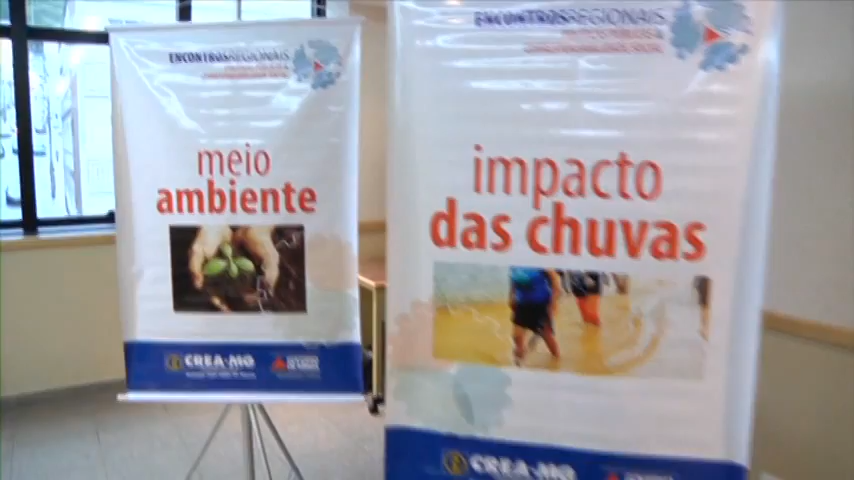 ENCONTROSREGIONAIS
meio
ambiente
CREA-MG
ENCONTROSREGIONAIS
impacto
das chuvas
CREA-MG